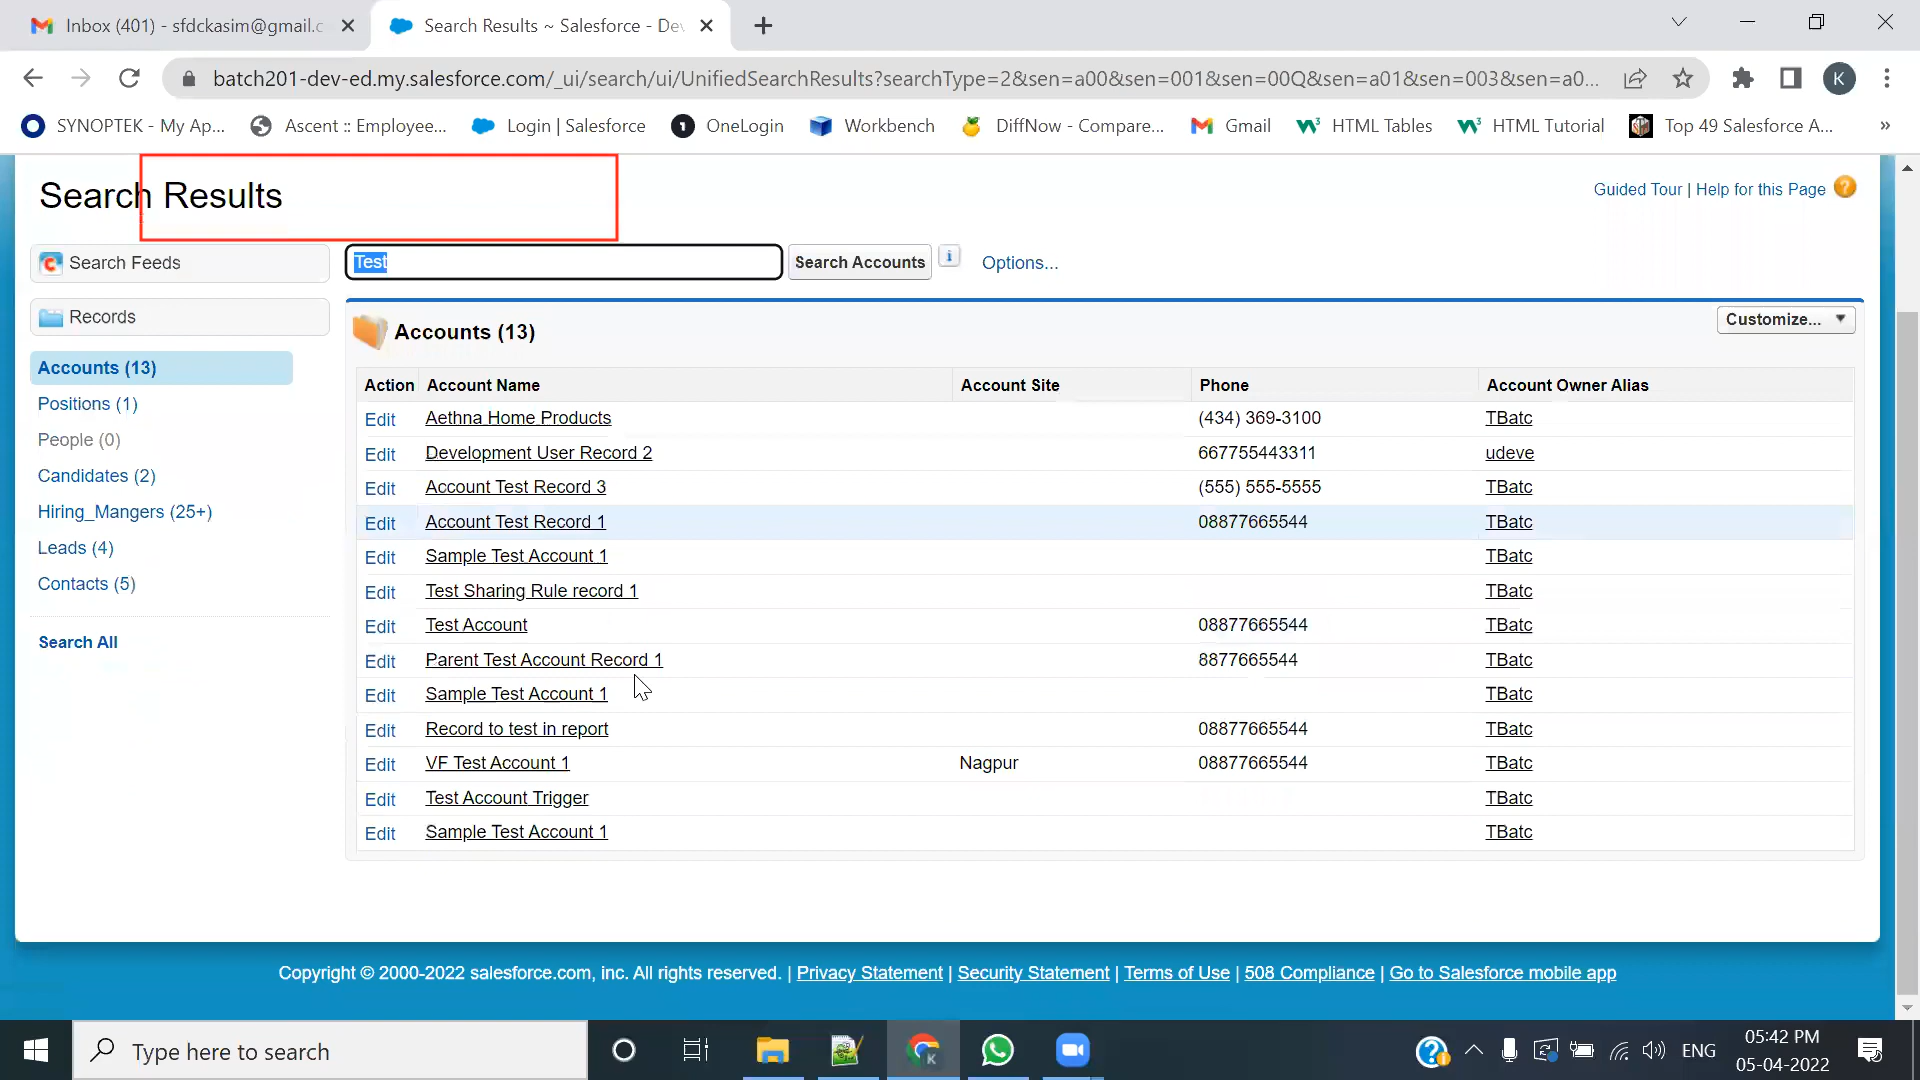 Inbox (401) - sfdckasim@gmail.c
Search Results ~ Salesforce - Dev
batch201-dev-ed.my.salesforce.com/_ui/search/ui/UnifiedSearchResults?searchType=2&sen=a00&sen=001&sen=00Q&sen=a01&sen=003&sen=a0...
K
SYNOPTEK - My Ap... Ascent :: Employee... Login | Salesforce OneLogin Workbench DiffNow - Compare... Gmail HTML Tables HTML Tutorial Top 49 Salesforce A... »
Search Results
Guided Tour | Help for this Page ?
Search Feeds
Test
Search Accounts
i
Options...
Records
Accounts (13)
Positions (1)
People (0)
Candidates (2)
Hiring_Mangers (25+)
Leads (4)
Contacts (5)
Search All
Accounts (13)
Customize...
Action Account Name Account Site Phone Account Owner Alias
Edit Aethna Home Products (434) 369-3100 TBatc
Edit Development User Record 2 667755443311 udeve
Edit Account Test Record 3 (555) 555-5555 TBatc
Edit Account Test Record 1 08877665544 TBatc
Edit Sample Test Account 1 TBatc
Edit Test Sharing Rule record 1 TBatc
Edit Test Account 08877665544 TBatc
Edit Parent Test Account Record 1 8877665544 TBatc
Edit Sample Test Account 1 TBatc
Edit Record to test in report 08877665544 TBatc
Edit VF Test Account 1 Nagpur 08877665544 TBatc
Edit Test Account Trigger TBatc
Edit Sample Test Account 1 TBatc
Copyright © 2000-2022 salesforce.com, inc. All rights reserved. | Privacy Statement | Security Statement | Terms of Use | 508 Compliance | Go to Salesforce mobile app
Type here to search
ENG
05:42 PM
05-04-2022